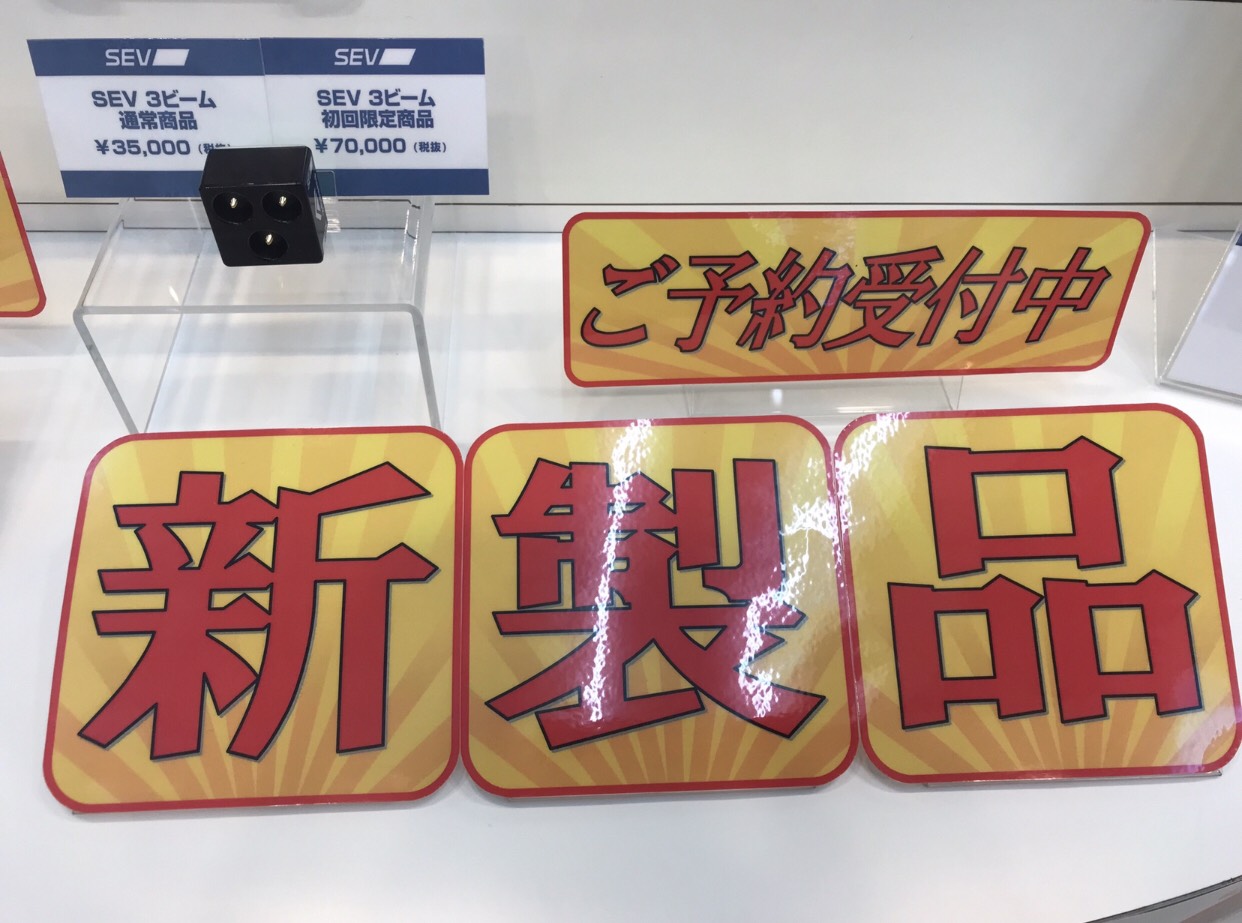 SEV
SEV 3ビーム
通常商品
¥35,000
SEV
SEV 3ビーム
初回限定商品
¥70,000（税抜）
ご予約受付中
新製品